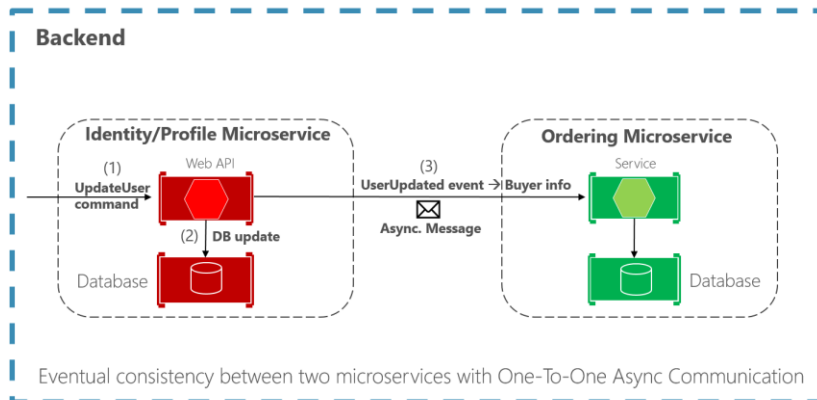 Backend
Identity/Profile Microservice
Ordering Microservice
Web API
Service
(1)
UpdateUser
command
(3)
UserUpdated event → Buyer info
Async. Message
(2) DB update
Database
Database
Eventual consistency between two microservices with One-To-One Async Communication